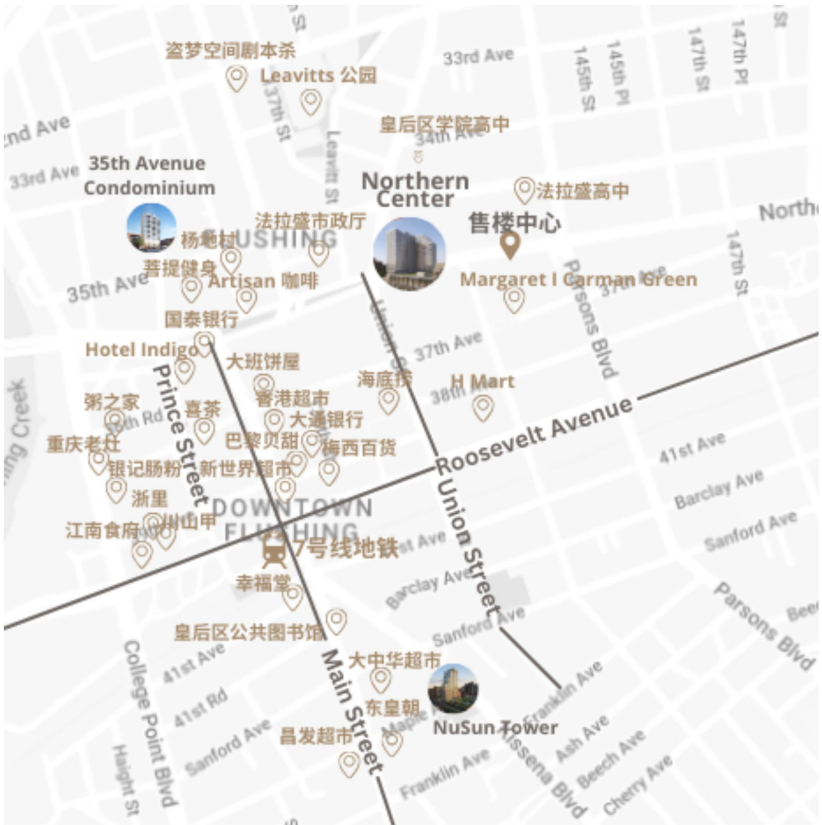 盗梦空间剧本杀
Leavitts 公园
33rd Ave
37th St
145th St
145th Pl
147th St
147th Pl
皇后区学院高中
34th Ave
Leavitt St
33rd Ave
35th Avenue
Condominium
Northern
Center
法拉盛高中
售楼中心
法拉盛市政厅
FLUSHING
杨地村
菩提健身
Artisan 咖啡
Margaret I Carman Green
37th Ave
35th Ave
147th St
Parsons Blvd
国泰银行
Hotel Indigo
大班饼屋
37th Ave
38th Ave
海底捞
H Mart
粥之家
喜茶
香港超市
大通银行
Prince Street
重庆老灶
巴黎贝甜
梅西百货
银记肠粉
新世界超市
Roosevelt Avenue
浙里
江南食府
川山甲
DOWNTOWN
FLUSHING
7号线地铁
Union Street
41st Ave
Barclay Ave
Sanford Ave
幸福堂
Barclay Ave
皇后区公共图书馆
Sanford Ave
Parsons Blvd
41st Ave
College Point Blvd
Main Street
大中华超市
41st Rd
东皇朝
NuSun Tower
Franklin Ave
Sanford Ave
昌发超市
Kissena Blvd
Ash Ave
Beech Ave
Cherry Ave
Franklin Ave
Haight St